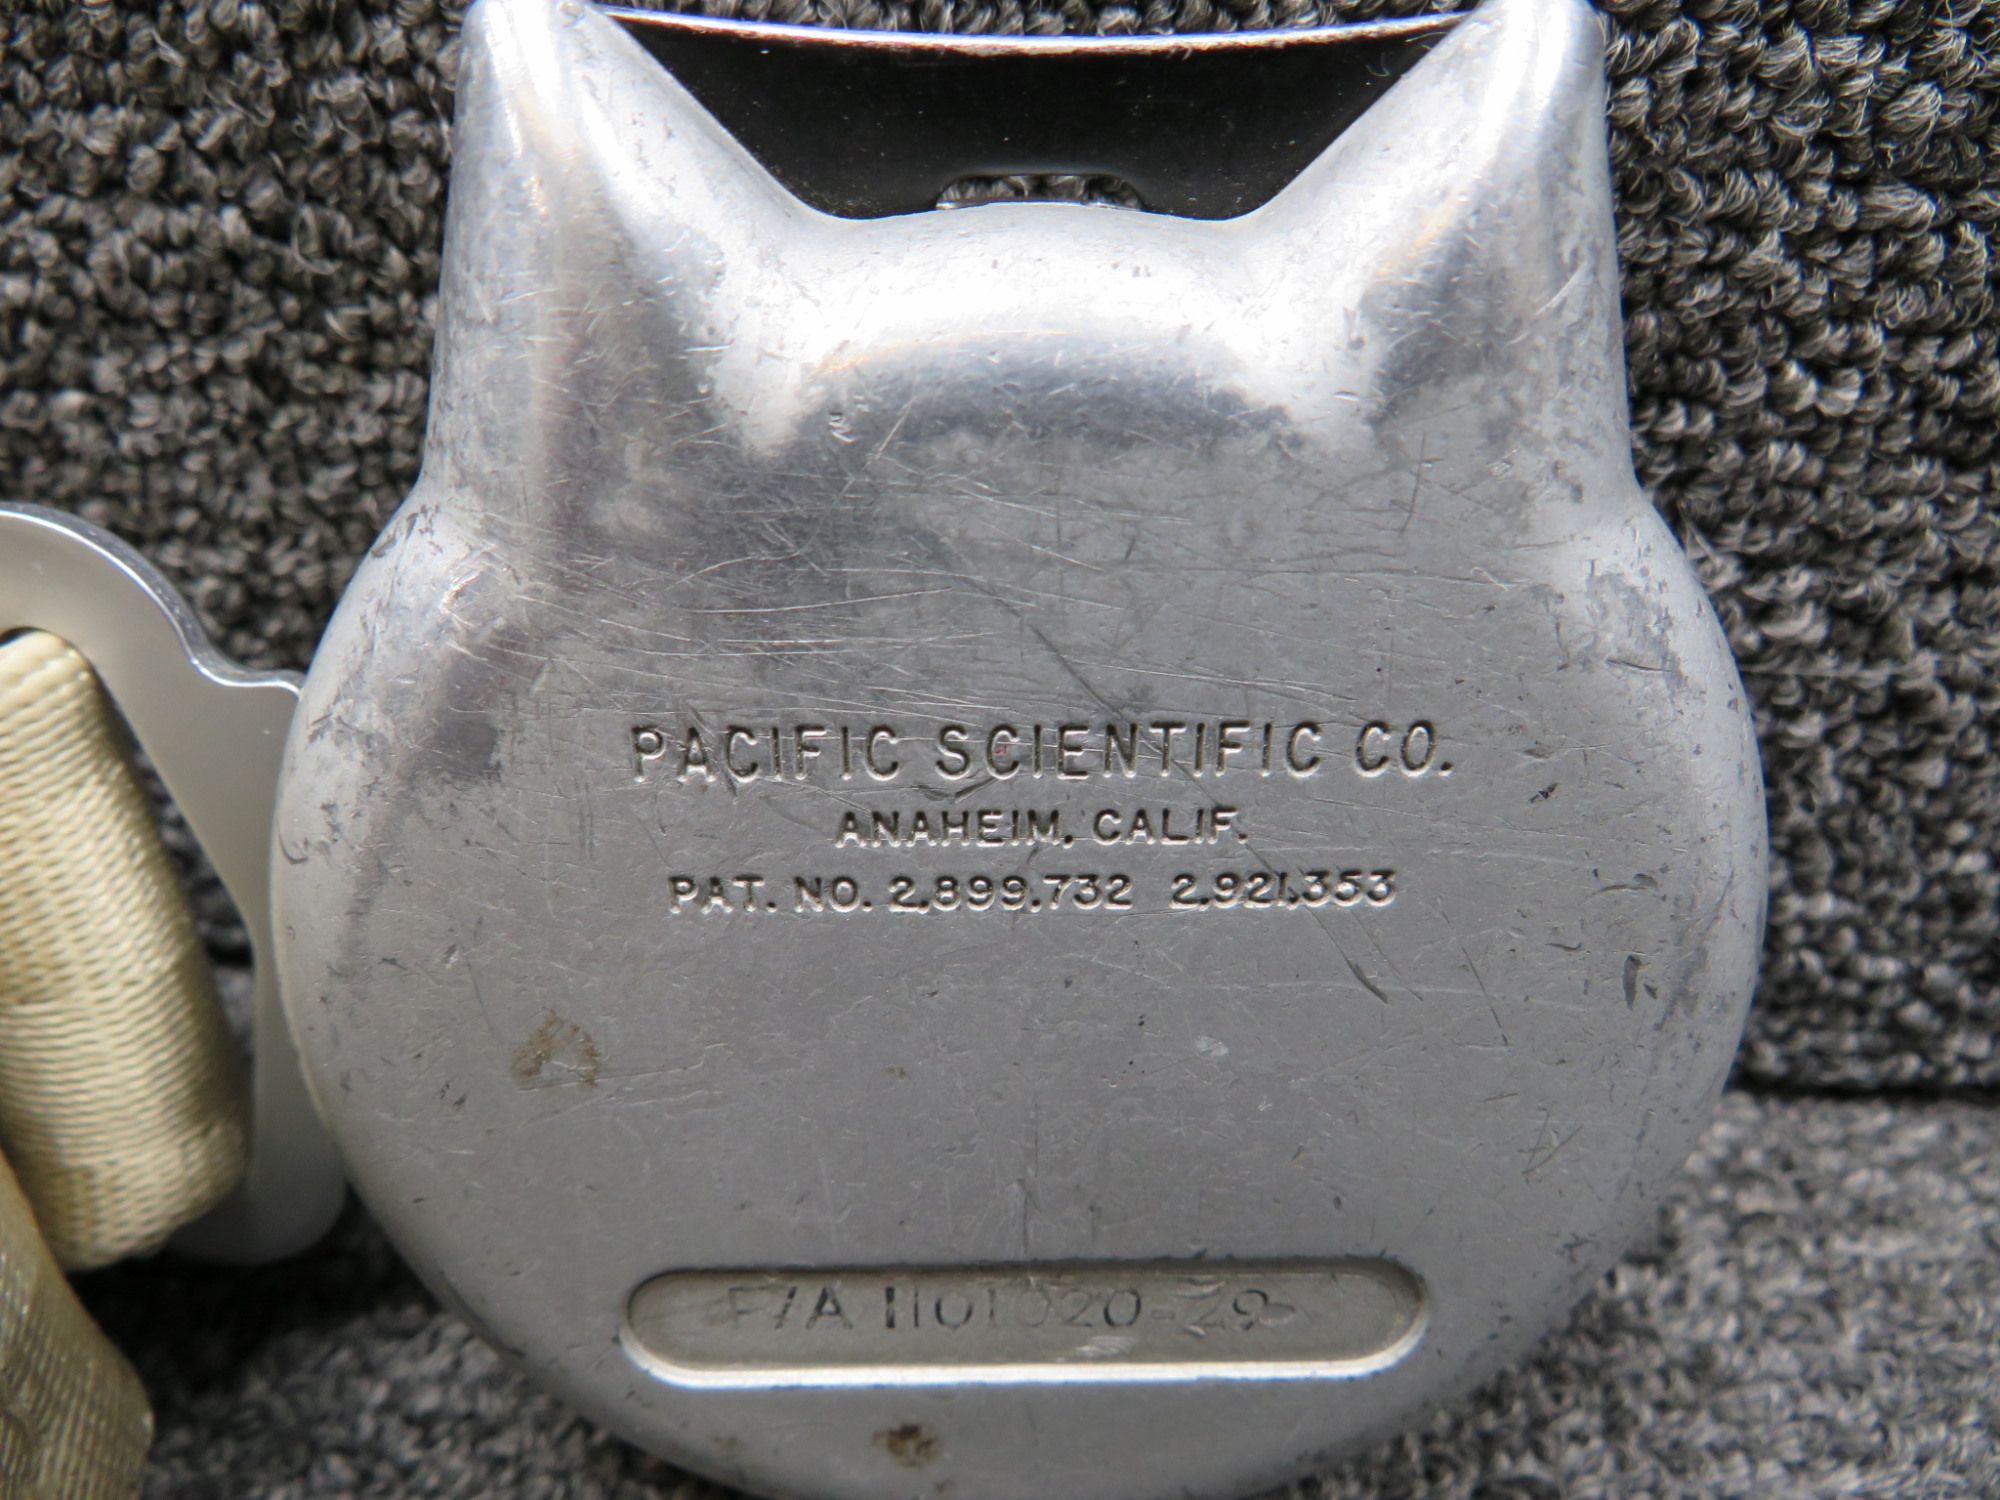 PACIFIC SCIENTIFIC CO.
ANAHEIM, CALIF.
PAT. NO. 2,899,732 2,921,353
P/A 1101020-29